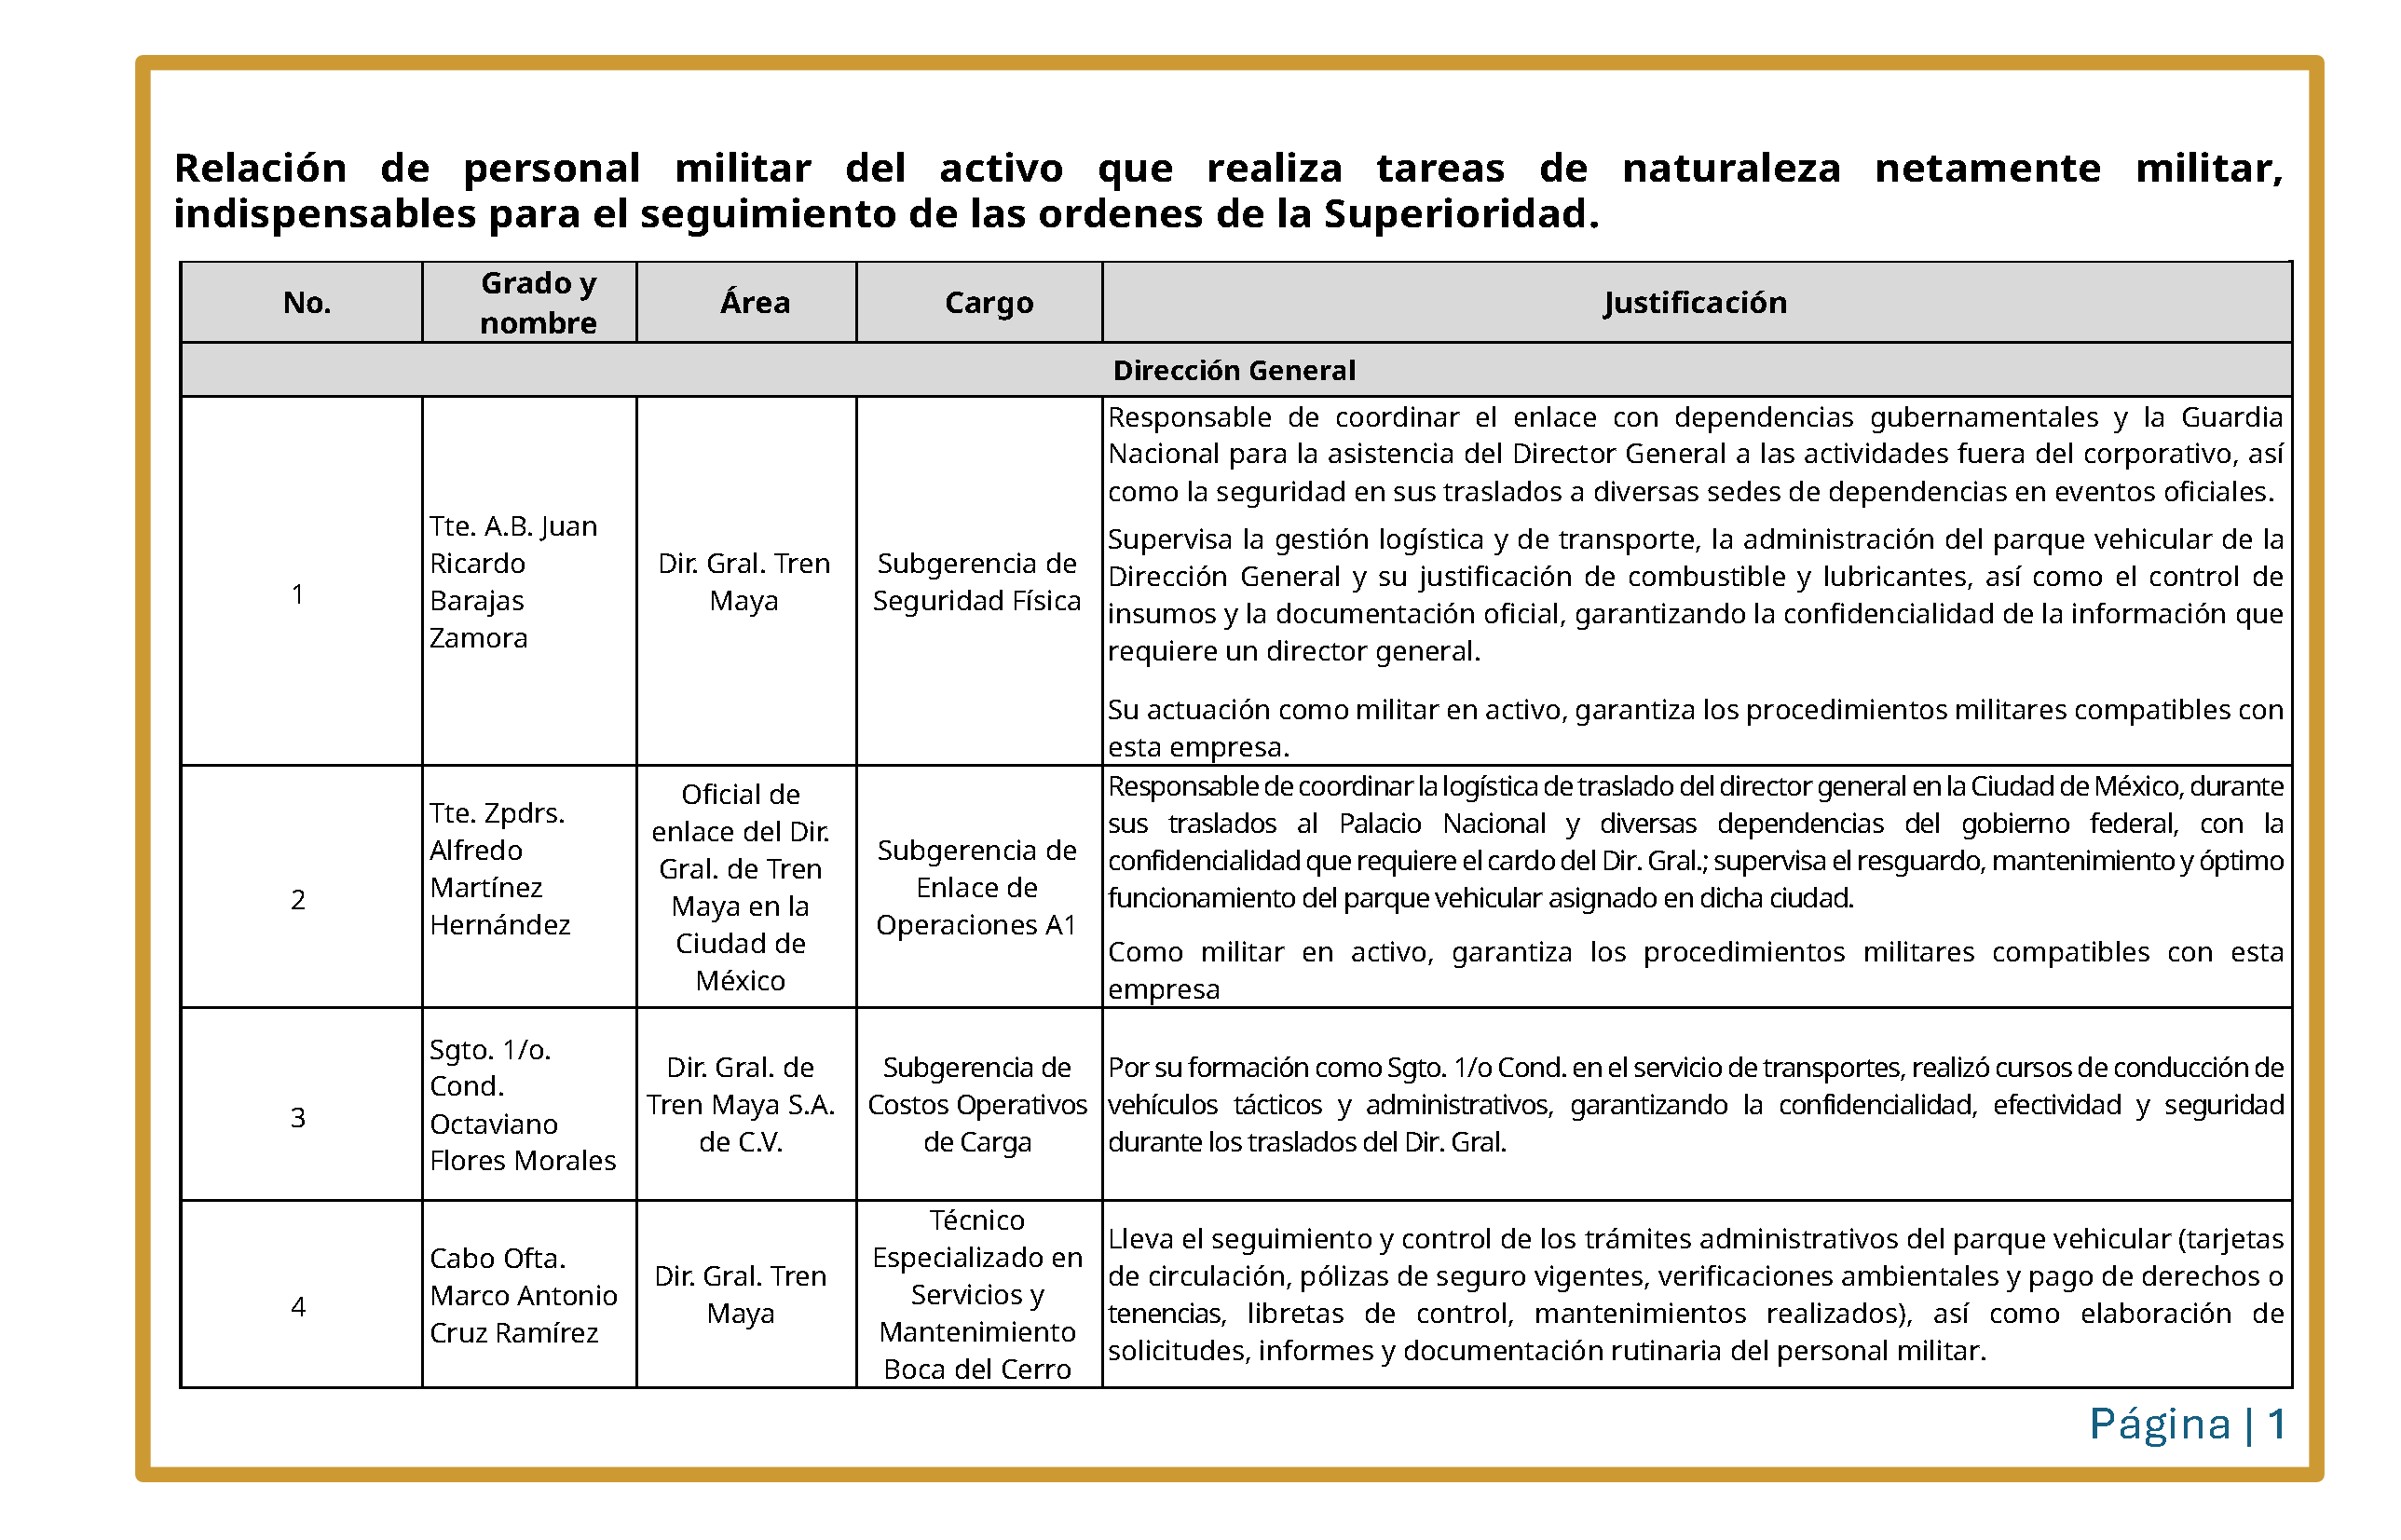 Relación de personal militar del activo que realiza tareas de naturaleza netamente militar,
indispensables para el seguimiento de las ordenes de la Superioridad.
No.
Grado y
nombre
Área
Cargo
Justificación
Dirección General
1
Tte. A.B. Juan
Ricardo
Barajas
Zamora
Dir. Gral. Tren
Maya
Subgerencia de
Seguridad Física
Responsable de coordinar el enlace con dependencias gubernamentales y la Guardia
Nacional para la asistencia del Director General a las actividades fuera del corporativo, así
como la seguridad en sus traslados a diversas sedes de dependencias en eventos oficiales.
Supervisa la gestión logística y de transporte, la administración del parque vehicular de la
Dirección General y su justificación de combustible y lubricantes, así como el control de
insumos y la documentación oficial, garantizando la confidencialidad de la información que
requiere un director general.
Su actuación como militar en activo, garantiza los procedimientos militares compatibles con
esta empresa.
2
Tte. Zpdrs.
Alfredo
Martínez
Hernández
Oficial de
enlace del Dir.
Gral. de Tren
Maya en la
Ciudad de
México
Subgerencia de
Enlace de
Operaciones A1
Responsable de coordinar la logística de traslado del director general en la Ciudad de México, durante
sus traslados al Palacio Nacional y diversas dependencias del gobierno federal, con la
confidencialidad que requiere el cardo del Dir. Gral.; supervisa el resguardo, mantenimiento y óptimo
funcionamiento del parque vehicular asignado en dicha ciudad.
Como militar en activo, garantiza los procedimientos militares compatibles con esta
empresa
3
Sgto. 1/o.
Cond.
Octaviano
Flores Morales
Dir. Gral. de
Tren Maya S.A.
de C.V.
Subgerencia de
Costos Operativos
de Carga
Por su formación como Sgto. 1/o Cond. en el servicio de transportes, realizó cursos de conducción de
vehículos tácticos y administrativos, garantizando la confidencialidad, efectividad y seguridad
durante los traslados del Dir. Gral.
4
Cabo Ofta.
Marco Antonio
Cruz Ramírez
Dir. Gral. Tren
Maya
Técnico
Especializado en
Servicios y
Mantenimiento
Boca del Cerro
Lleva el seguimiento y control de los trámites administrativos del parque vehicular (tarjetas
de circulación, pólizas de seguro vigentes, verificaciones ambientales y pago de derechos o
tenencias, libretas de control, mantenimientos realizados), así como elaboración de
solicitudes, informes y documentación rutinaria del personal militar.
Página | 1